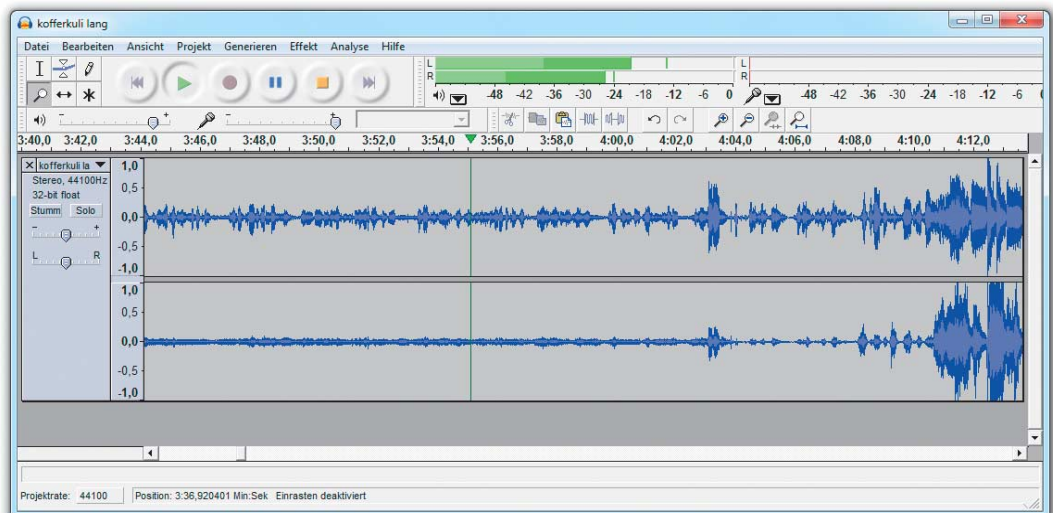 kofferkuli lang
Datei Bearbeiten Ansicht Projekt Generieren Effekt Analyse Hilfe
L
R
-48 -42 -36 -30 -24 -18 -12 -6 0
L
R
-48 -42 -36 -30 -24 -18 -12 -6
3:40,0 3:42,0 3:44,0 3:46,0 3:48,0 3:50,0 3:52,0 3:54,0 3:56,0 3:58,0 4:00,0 4:02,0 4:04,0 4:06,0 4:08,0 4:10,0 4:12,0
kofferkuli la
Stereo, 44100Hz
32-bit float
Stumm Solo
- +
L R
1,0
0,5
0,0
-0,5
-1,0
1,0
0,5
0,0
-0,5
-1,0
Projektrate: 44100 Position: 3:36,920401 Min:Sek Einrasten deaktiviert